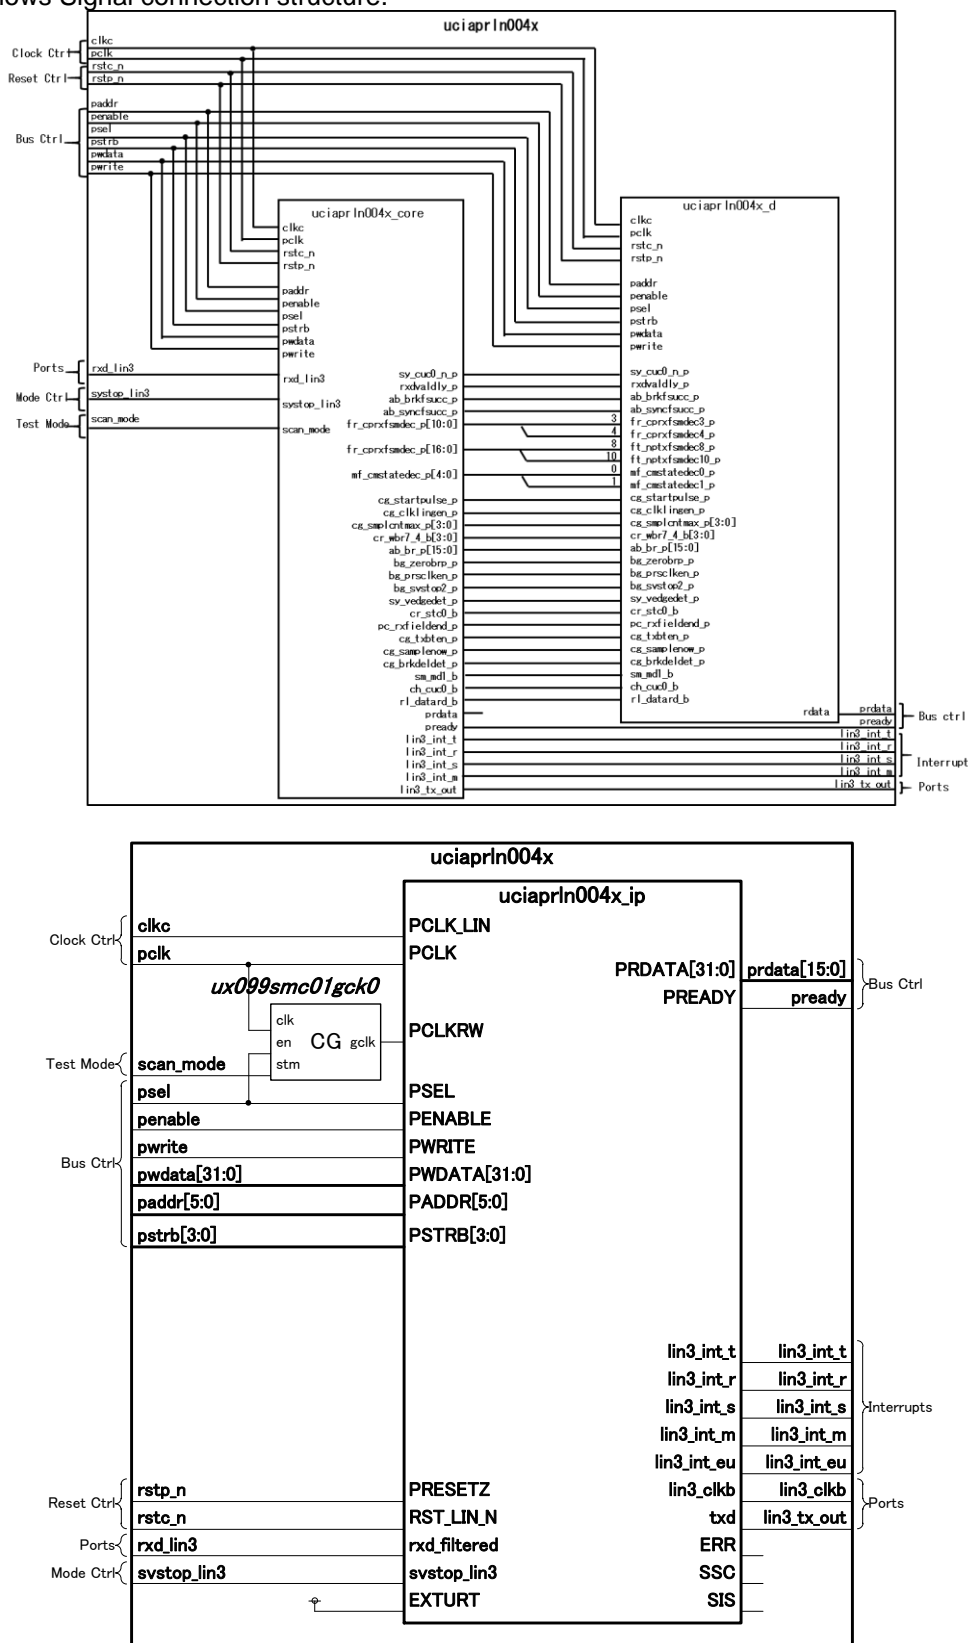 nows Signal connection structure.
uciaprln004x
clkc
Clock Ctrl
pclk
rstc_n
Reset Ctrl
rstp_n
paddr
penable
psel
Bus Ctrl
pstrb
pwdata
pwrite
uciaprln004x_core
clkc
pclk
rstc_n
rstp_n
paddr
penable
psel
pstrb
pwdata
pwrite
Ports
rxd_lin3
rxd_lin3
Mode Ctrl
svstop_lin3
svstop_lin3
Test Mode
scan_mode
scan_mode
sy_cuc0_n_p
rxdvaldly_p
ab_brkfsucc_p
ab_syncfsucc_p
fr_cprxfsmdec_p[10:0]
fr_cprxfsmdec_p[16:0]
mf_cmstatedec_p[4:0]
cg_startpulse_p
cg_clklingen_p
cg_smplcntmax_p[3:0]
cr_wbr7_4_b[3:0]
ab_br_p[15:0]
bg_zerobrp_p
bg_prsclken_p
bg_svstop2_p
sy_vedgedet_p
cr_stc0_b
pc_rxfieldend_p
cg_txbten_p
cg_samplenow_p
cg_brkdeldet_p
sm_md1_b
ch_cuc0_b
rl_datard_b
prdata
pready
lin3_int_t
lin3_int_r
lin3_int_s
lin3_int_m
lin3_tx_out
uciaprln004x_d
clkc
pclk
rstc_n
rstp_n
paddr
penable
psel
pstrb
pwdata
pwrite
sy_cuc0_n_p
rxdvaldly_p
ab_brkfsucc_p
ab_syncfsucc_p
3 fr_cprxfsmdec3_p
4 fr_cprxfsmdec4_p
8 ft_nptxfsmdec8_p
10 ft_nptxfsmdec10_p
0 mf_cmstatedec0_p
1 mf_cmstatedec1_p
cg_startpulse_p
cg_clklingen_p
cg_smplcntmax_p[3:0]
cr_wbr7_4_b[3:0]
ab_br_p[15:0]
bg_zerobrp_p
bg_prsclken_p
bg_svstop2_p
sy_vedgedet_p
cr_stc0_b
pc_rxfieldend_p
cg_txbten_p
cg_samplenow_p
cg_brkdeldet_p
sm_md1_b
ch_cuc0_b
rl_datard_b
rdata
prdata
Bus ctrl
pready
lin3_int_t
lin3_int_r
lin3_int_s
Interrupt
lin3_int_m
lin3_tx_out
Ports
uciaprln004x
uciaprln004x_ip
Clock Ctrl
clkc
PCLK_LIN
pclk
PCLK
ux099smc01gck0
clk
en
stm
CG
gclk
PCLKRW
Test Mode
scan_mode
psel
PSEL
penable
PENABLE
pwrite
PWRITE
Bus Ctrl
pwdata[31:0]
PWDATA[31:0]
paddr[5:0]
PADDR[5:0]
pstrb[3:0]
PSTRB[3:0]
PRDATA[31:0]
prdata[15:0]
Bus Ctrl
PREADY
pready
lin3_int_t
lin3_int_t
lin3_int_r
lin3_int_r
lin3_int_s
lin3_int_s
Interrupts
lin3_int_m
lin3_int_m
lin3_int_eu
lin3_int_eu
Reset Ctrl
rstp_n
PRESETZ
rstc_n
RST_LIN_N
lin3_clkb
lin3_clkb
Ports
txd
lin3_tx_out
Ports
rxd_lin3
rxd_filtered
ERR
Mode Ctrl
svstop_lin3
svstop_lin3
SSC
EXTURT
SIS